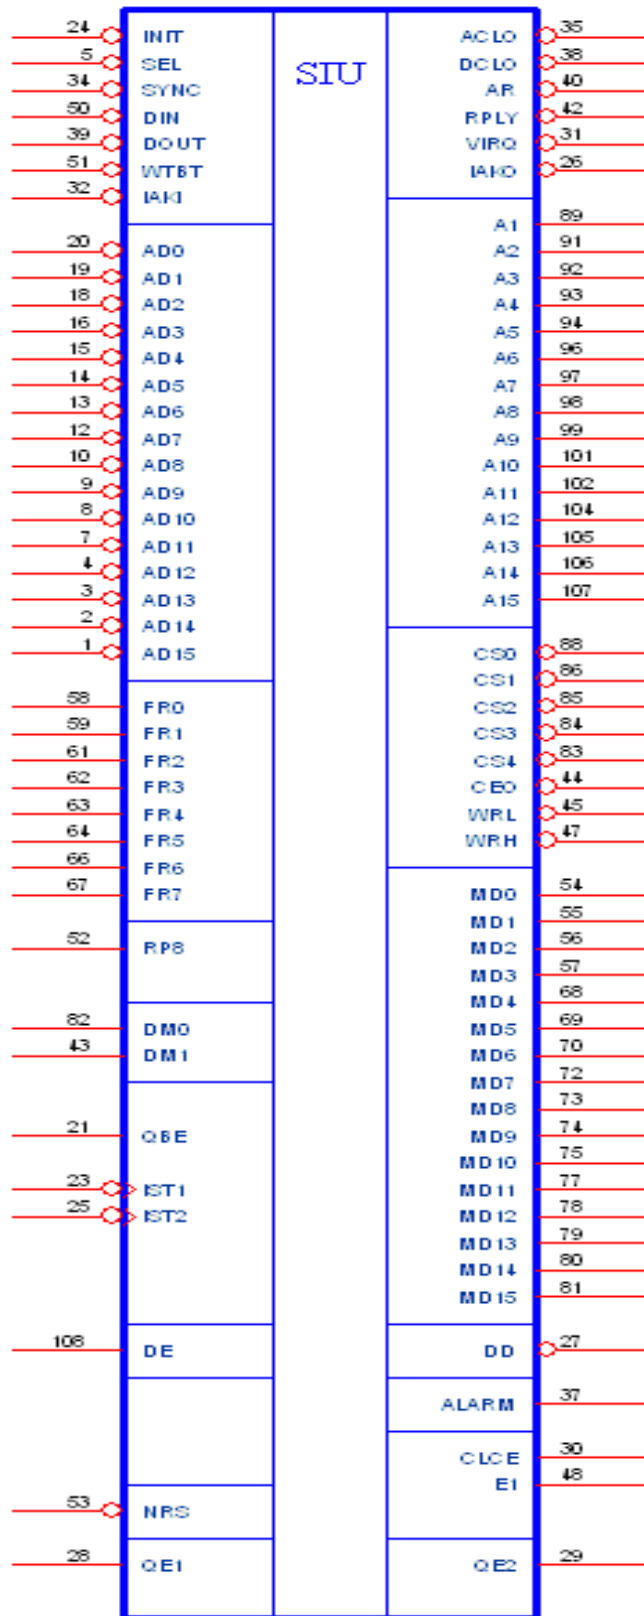 24 INIT SIU ACLO 35
5 SEL DCLO 38
34 SYNC AR 40
50 DIN RPLY 42
39 DOUT VIRQ 31
51 WTBT IAKO 26
32 IAKI
A1 89
20 AD0 A2 91
19 AD1 A3 92
18 AD2 A4 93
16 AD3 A5 94
15 AD4 A6 96
14 AD5 A7 97
13 AD6 A8 98
12 AD7 A9 99
10 AD8 A10 101
9 AD9 A11 102
8 AD10 A12 104
7 AD11 A13 105
4 AD12 A14 106
3 AD13 A15 107
2 AD14
1 AD15 CS0 88
CS1 86
58 FR0 CS2 85
59 FR1 CS3 84
61 FR2 CS4 83
62 FR3 CEO 44
63 FR4 WRL 45
64 FR5 WRH 47
66 FR6
67 FR7 MD0 54
MD1 55
52 RP8 MD2 56
MD3 57
MD4 68
82 DM0 MD5 69
43 DM1 MD6 70
MD7 72
MD8 73
21 QBE MD9 74
MD10 75
23 IST1 MD11 77
25 IST2 MD12 78
MD13 79
MD14 80
MD15 81
108 DE DD 27
ALARM 37
CLCE 30
E1 48
53 NRS
28 QE1 QE2 29